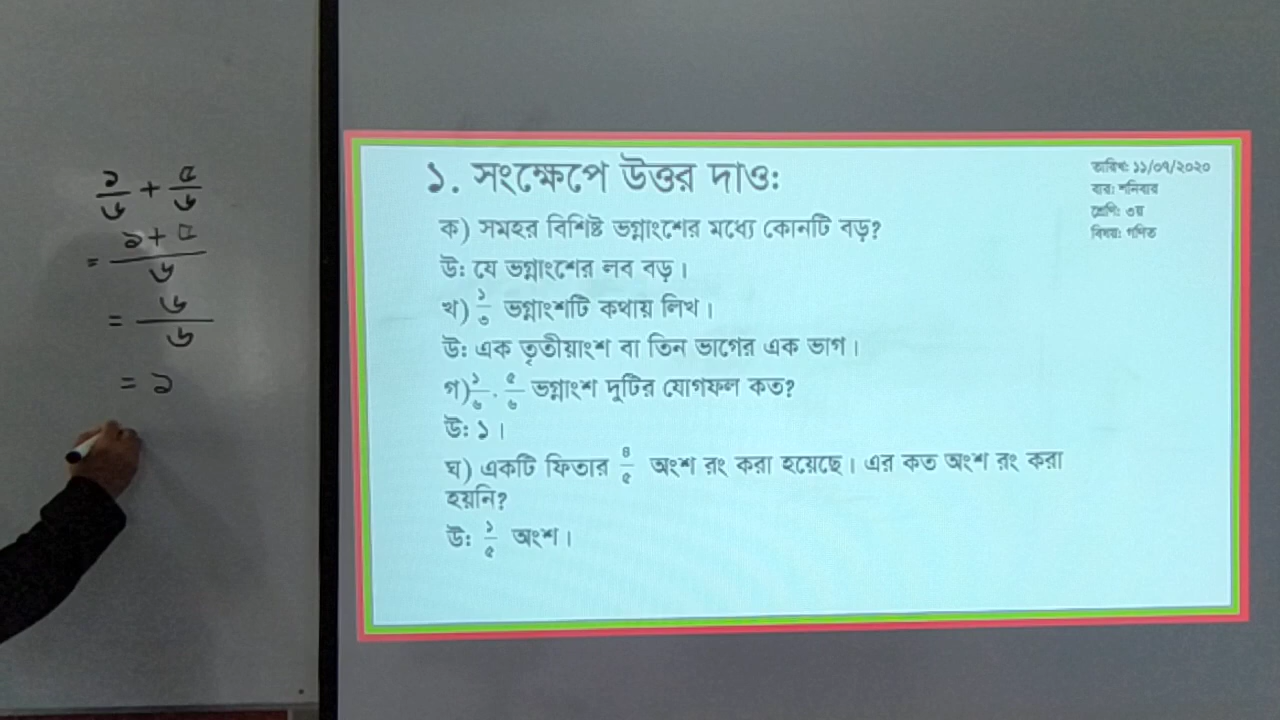 ১/৬ + ৫/৬
= ১+৫/৬
= ৬/৬
= ১
১. সংক্ষেপে উত্তর দাও:
তারিখ: ১১/০৭/২০২০
বার: শনিবার
শ্রেণি: ৩য়
বিষয়: গণিত
ক) সমহর বিশিষ্ট ভগ্নাংশের মধ্যে কোনটি বড়?
উ: যে ভগ্নাংশের লব বড়।
খ) ১/৩ ভগ্নাংশটি কথায় লিখ।
উ: এক তৃতীয়াংশ বা তিন ভাগের এক ভাগ।
গ) ১/৬, ৫/৬ ভগ্নাংশ দুটির যোগফল কত?
উ: ১।
ঘ) একটি ফিতার ৪/৫ অংশ রং করা হয়েছে। এর কত অংশ রং করা
হয়নি?
উ: ১/৫ অংশ।